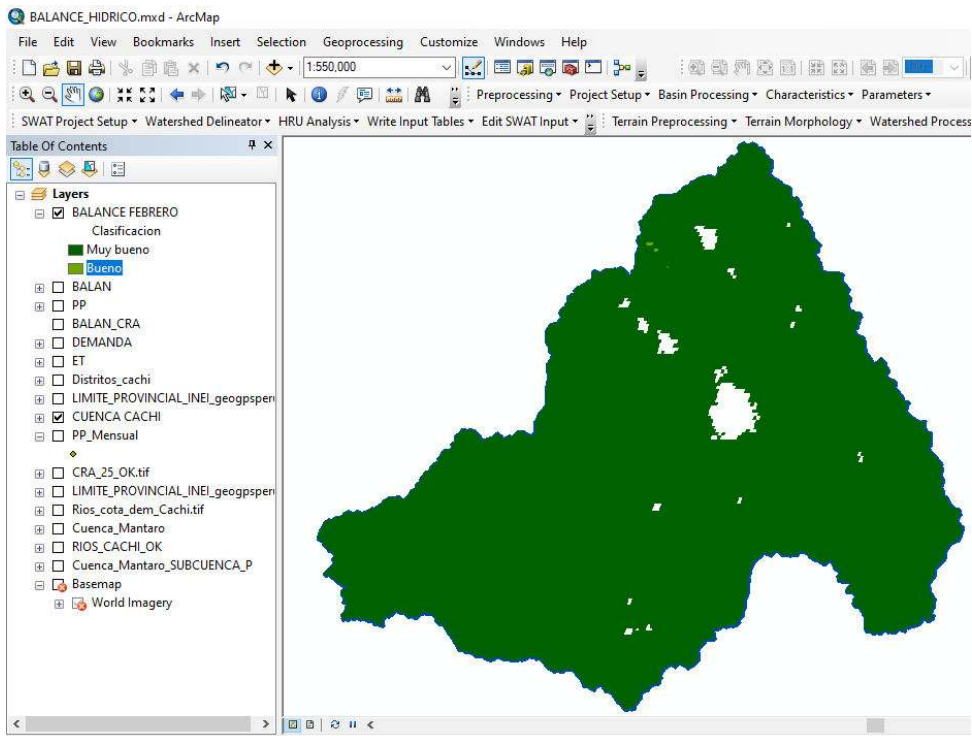 BALANCE_HIDRICO.mxd - ArcMap
File Edit View Bookmarks Insert Selection Geoprocessing Customize Windows Help
1:550,000
Preprocessing Project Setup Basin Processing Characteristics Parameters
SWAT Project Setup Watershed Delineator HRU Analysis Write Input Tables Edit SWAT Input Terrain Preprocessing Terrain Morphology Watershed Process
Table Of Contents
Layers
BALANCE FEBRERO
Clasificacion
Muy bueno
Bueno
BALAN
PP
BALAN_CRA
DEMANDA
ET
Distritos_cachi
LIMITE_PROVINCIAL_INEI_geogpsperu
CUENCA CACHI
PP_Mensual
CRA_25_OK.tif
LIMITE_PROVINCIAL_INEI_geogpsperu
Rios_cota_dem_Cachi.tif
Cuenca_Mantaro
RIOS_CACHI_OK
Cuenca_Mantaro_SUBCUENCA_P
Basemap
World Imagery